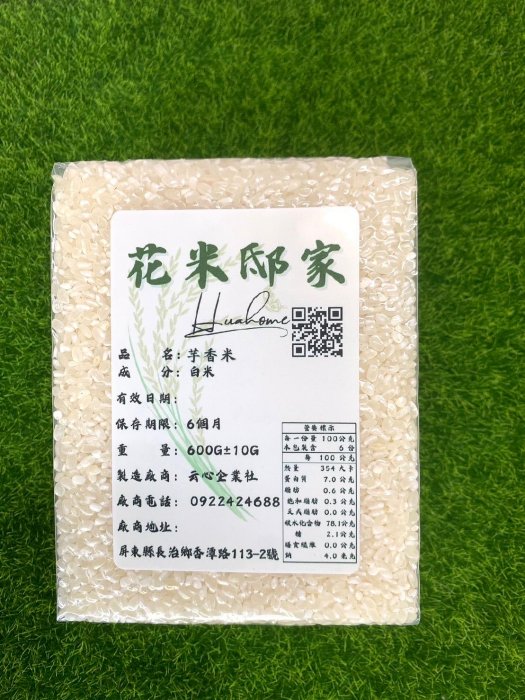 花米邸家
Huahome
品　　名：芋香米
成　　分：白米
有效日期：
保存期限：6個月
重　　量：600G±10G
製造廠商：云心企業社
廠商電話：0922424688
廠商地址：
屏東縣長治鄉香潭路113-2號
營養標示
每一份量 100公克
本包裝含 6份
每 100公克
熱量 354大卡
蛋白質 7.0公克
脂肪 0.6公克
飽和脂肪 0.3公克
反式脂肪 0.0公克
碳水化合物 78.1公克
糖 2.1公克
膳食纖維 0.0公克
鈉 4.0毫克